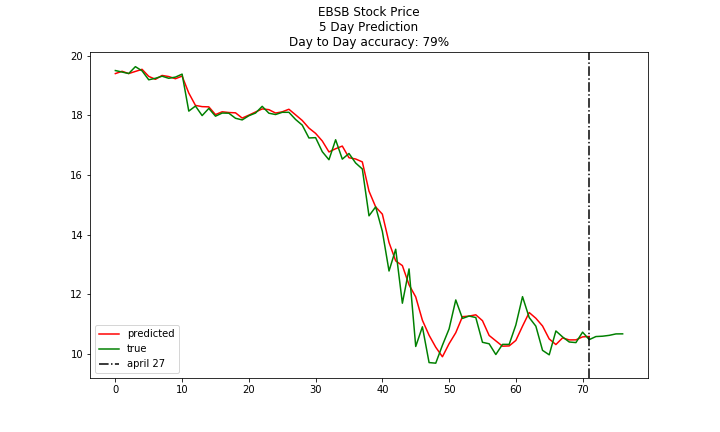 EBSB Stock Price
5 Day Prediction
Day to Day accuracy: 79%
20
18
16
14
12
10
predicted
true
april 27
0 10 20 30 40 50 60 70